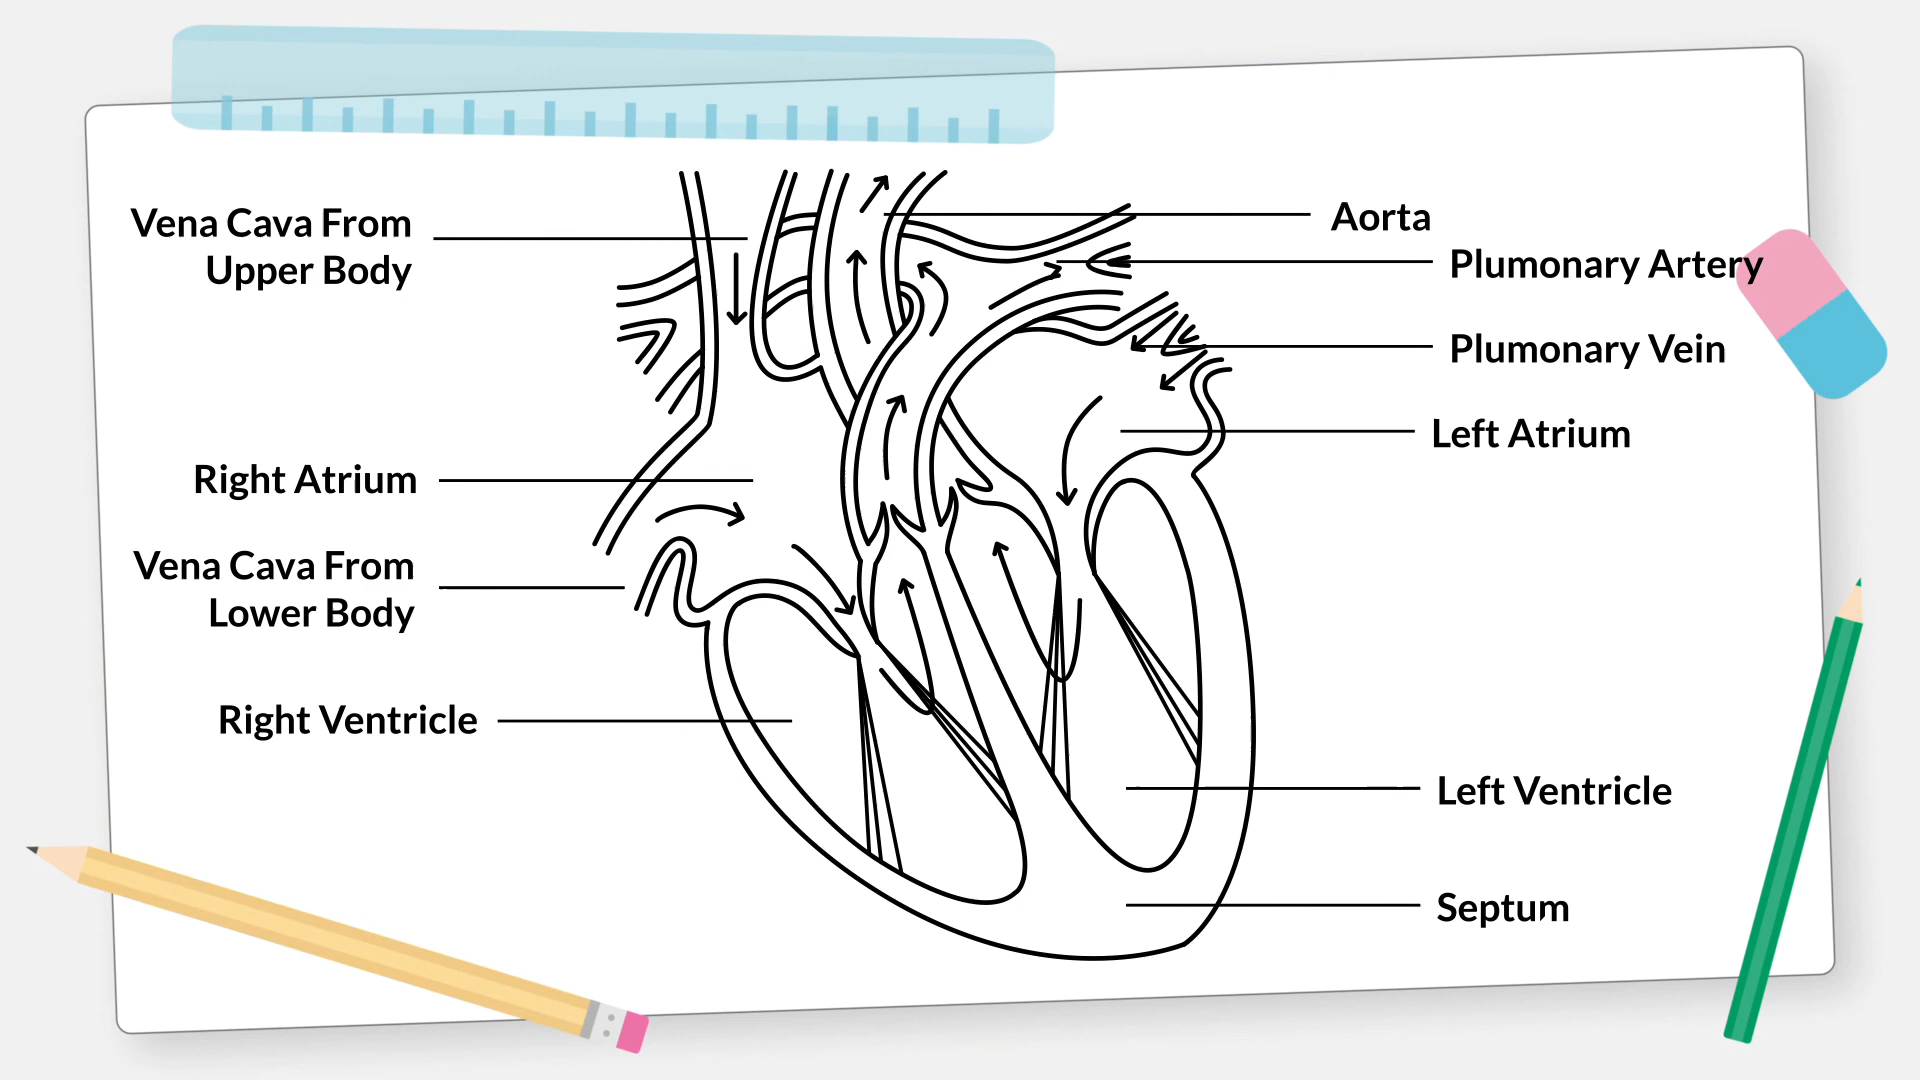 Vena Cava From
Upper Body
Right Atrium
Vena Cava From
Lower Body
Right Ventricle
Aorta
Plumonary Artery
Plumonary Vein
Left Atrium
Left Ventricle
Septum